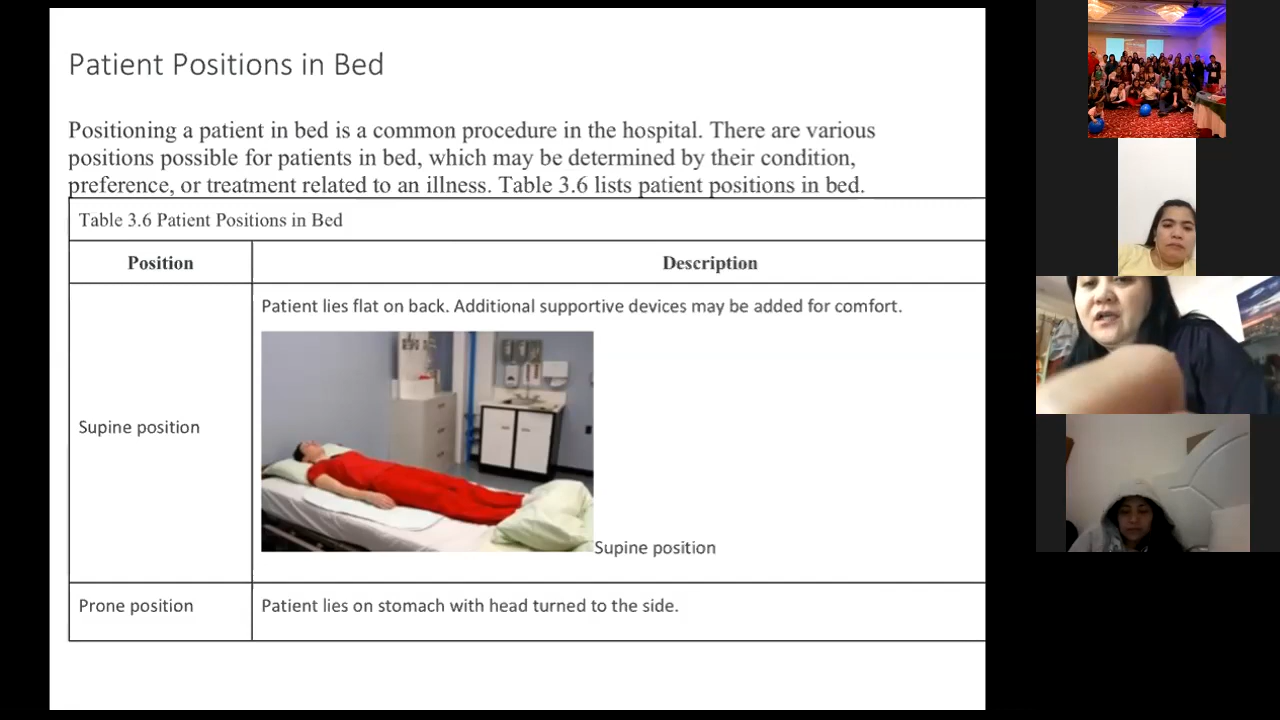 Patient Positions in Bed
Positioning a patient in bed is a common procedure in the hospital. There are various
positions possible for patients in bed, which may be determined by their condition,
preference, or treatment related to an illness. Table 3.6 lists patient positions in bed.
Table 3.6 Patient Positions in Bed
Position
Description
Supine position
Patient lies flat on back. Additional supportive devices may be added for comfort.
Supine position
Prone position
Patient lies on stomach with head turned to the side.